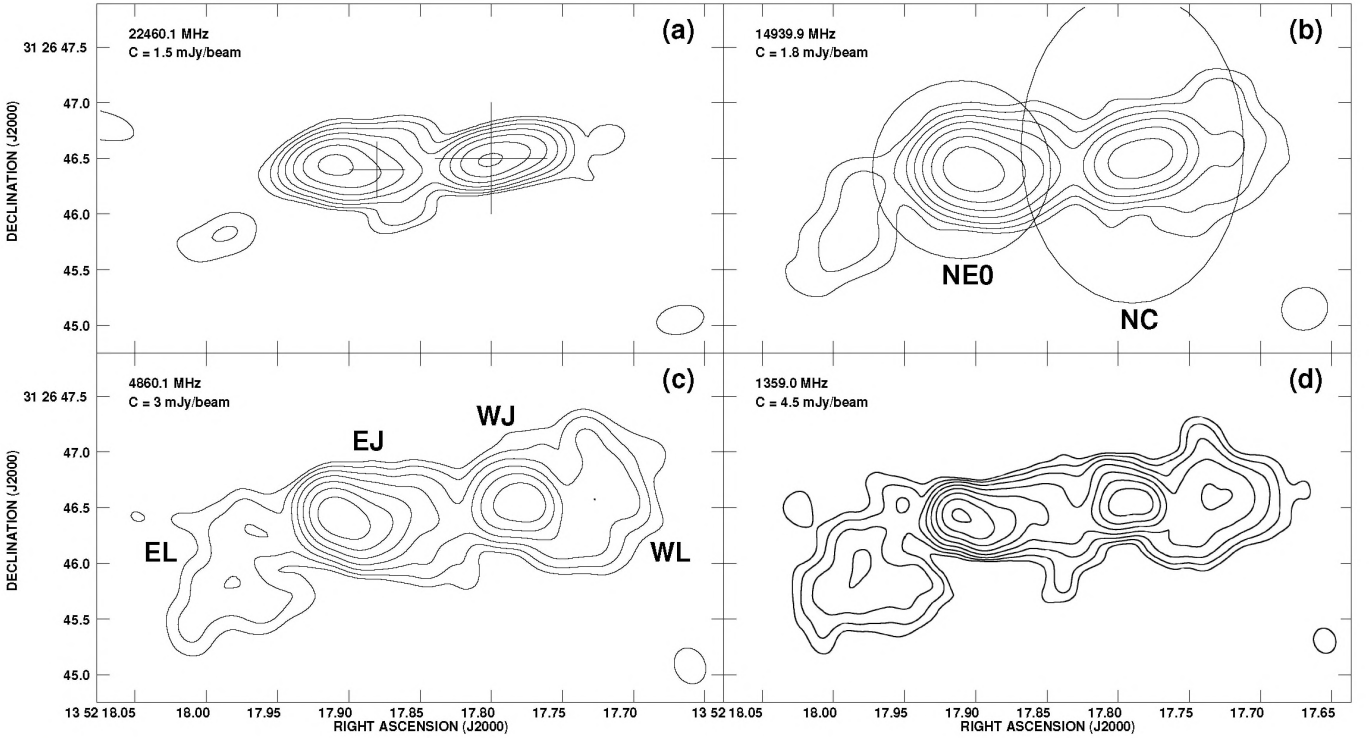 22460.1 MHz
C = 1.5 mJy/beam
(a)
14939.9 MHz
C = 1.8 mJy/beam
(b)
31 26 47.5
47.0
46.5
46.0
45.5
45.0
DECLINATION (J2000)
NE0
NC
4860.1 MHz
C = 3 mJy/beam
(c)
1359.0 MHz
C = 4.5 mJy/beam
(d)
31 26 47.5
47.0
46.5
46.0
45.5
45.0
DECLINATION (J2000)
WJ
EJ
EL
WL
13 52 18.05
18.00
17.95
17.90
17.85
17.80
17.75
17.70
13 52 18.05
18.00
17.95
17.90
17.85
17.80
17.75
17.70
17.65
RIGHT ASCENSION (J2000)
RIGHT ASCENSION (J2000)